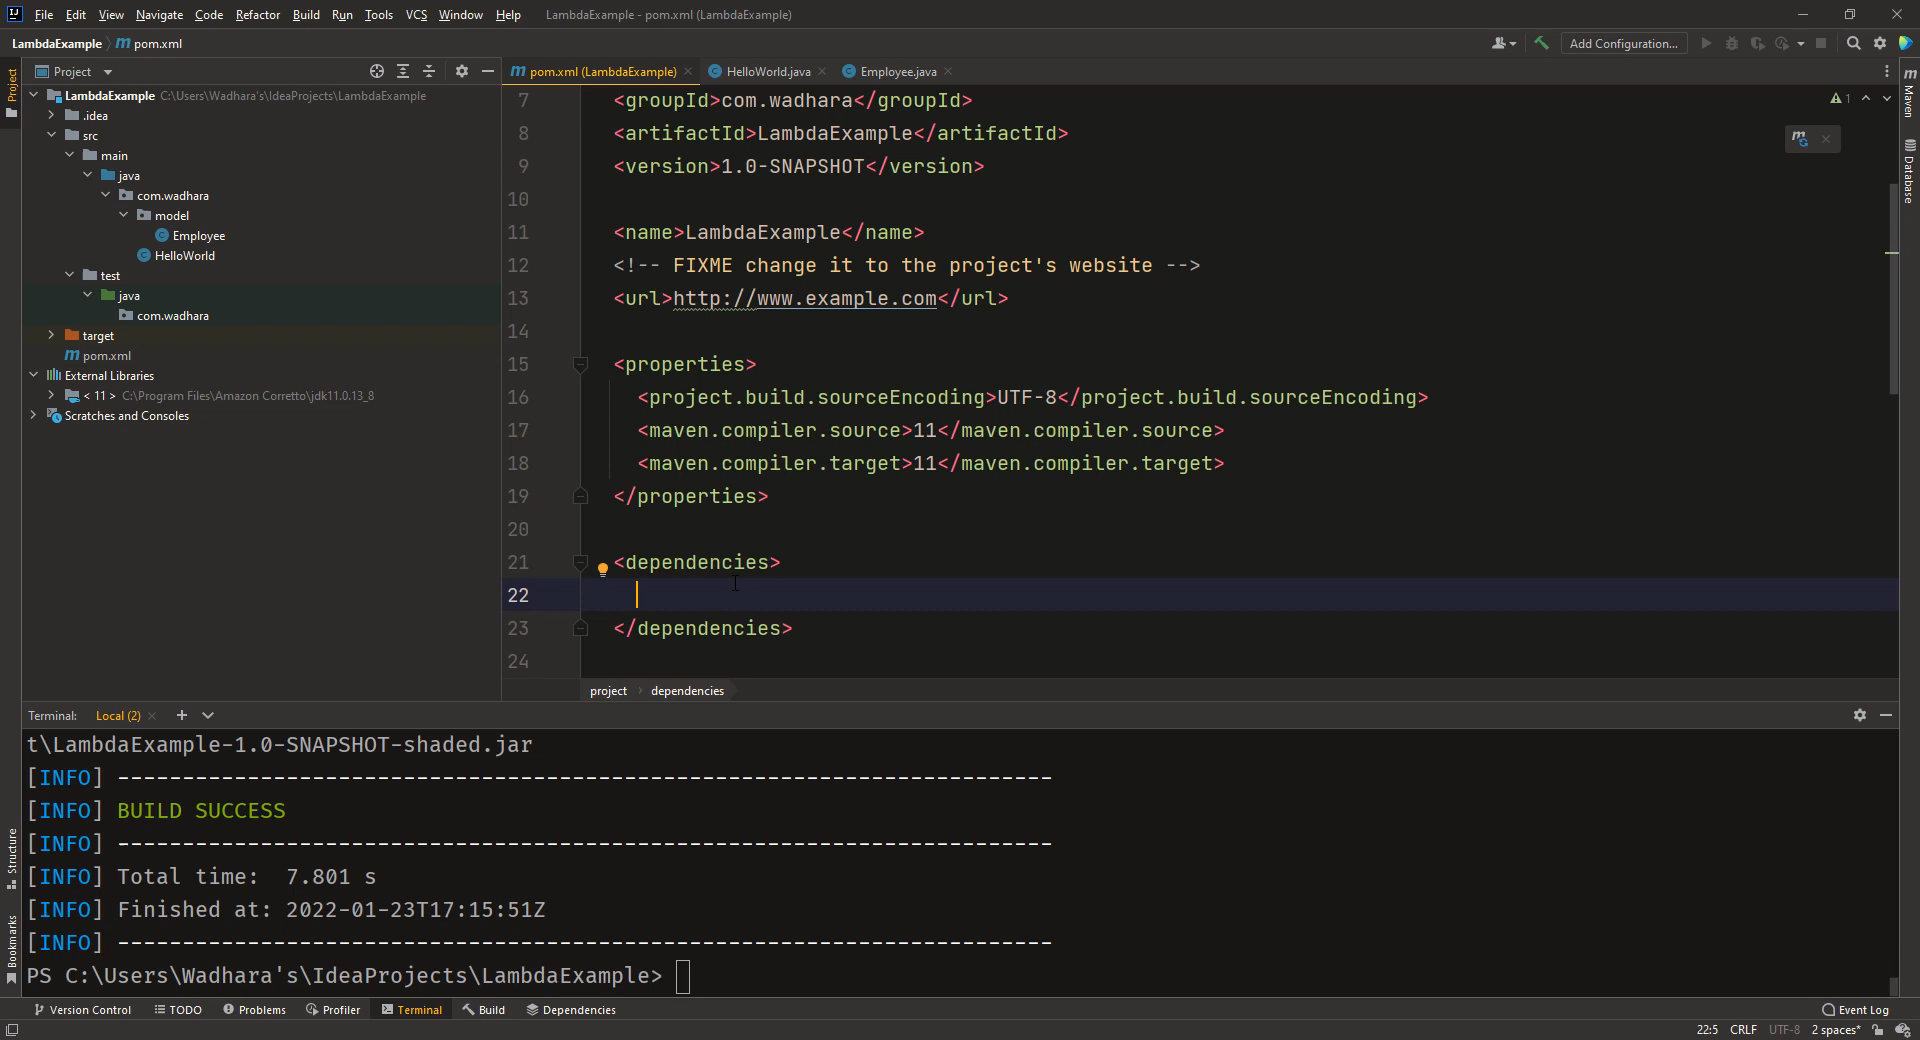 File Edit View Navigate Code Refactor Build Run Tools VCS Window Help LambdaExample - pom.xml (LambdaExample)
LambdaExample pom.xml Add Configuration...
Project
pom.xml (LambdaExample) HelloWorld.java Employee.java
LambdaExample C:\Users\Wadhara's\IdeaProjects\LambdaExample
.idea
src
main
java
com.wadhara
model
Employee
HelloWorld
test
java
com.wadhara
target
pom.xml
External Libraries
< 11 > C:\Program Files\Amazon Corretto\jdk11.0.13_8
Scratches and Consoles
7 <groupId>com.wadhara</groupId>
8 <artifactId>LambdaExample</artifactId>
9 <version>1.0-SNAPSHOT</version>
10
11 <name>LambdaExample</name>
12 <!-- FIXME change it to the project's website -->
13 <url>http://www.example.com</url>
14
15 <properties>
16 <project.build.sourceEncoding>UTF-8</project.build.sourceEncoding>
17 <maven.compiler.source>11</maven.compiler.source>
18 <maven.compiler.target>11</maven.compiler.target>
19 </properties>
20
21 <dependencies>
22
23 </dependencies>
24
1
project dependencies
Project
Structure
Bookmarks
Maven
Database
Terminal: Local (2)
t\LambdaExample-1.0-SNAPSHOT-shaded.jar
[INFO] ------------------------------------------------------------------------
[INFO] BUILD SUCCESS
[INFO] ------------------------------------------------------------------------
[INFO] Total time:  7.801 s
[INFO] Finished at: 2022-01-23T17:15:51Z
[INFO] ------------------------------------------------------------------------
PS C:\Users\Wadhara's\IdeaProjects\LambdaExample>
Version Control TODO Problems Profiler Terminal Build Dependencies Event Log
22:5 CRLF UTF-8 2 spaces*